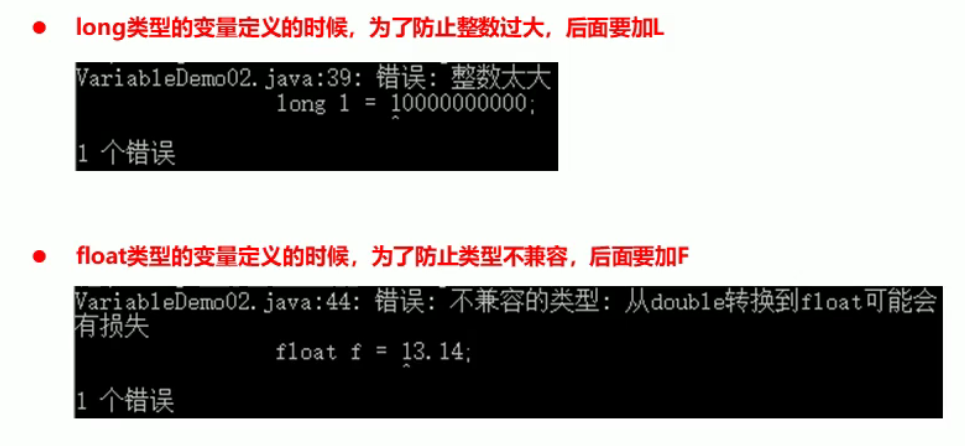 ● long类型的变量定义的时候，为了防止整数过大，后面要加L
VariableDemo02.java:39: 错误: 整数太大
long l = 10000000000;
^
1 个错误
● float类型的变量定义的时候，为了防止类型不兼容，后面要加F
VariableDemo02.java:44: 错误: 不兼容的类型: 从double转换到float可能会
有损失
float f = 13.14;
^
1 个错误